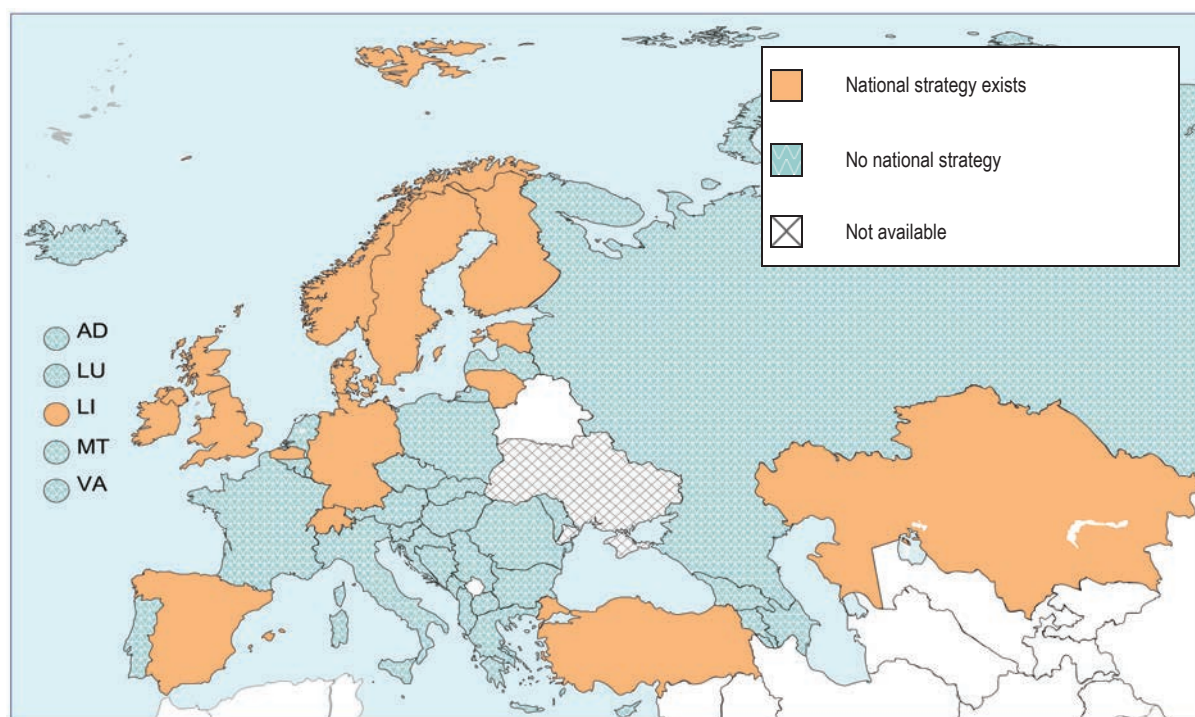 National strategy exists
No national strategy
Not available
AD
LU
LI
MT
VA